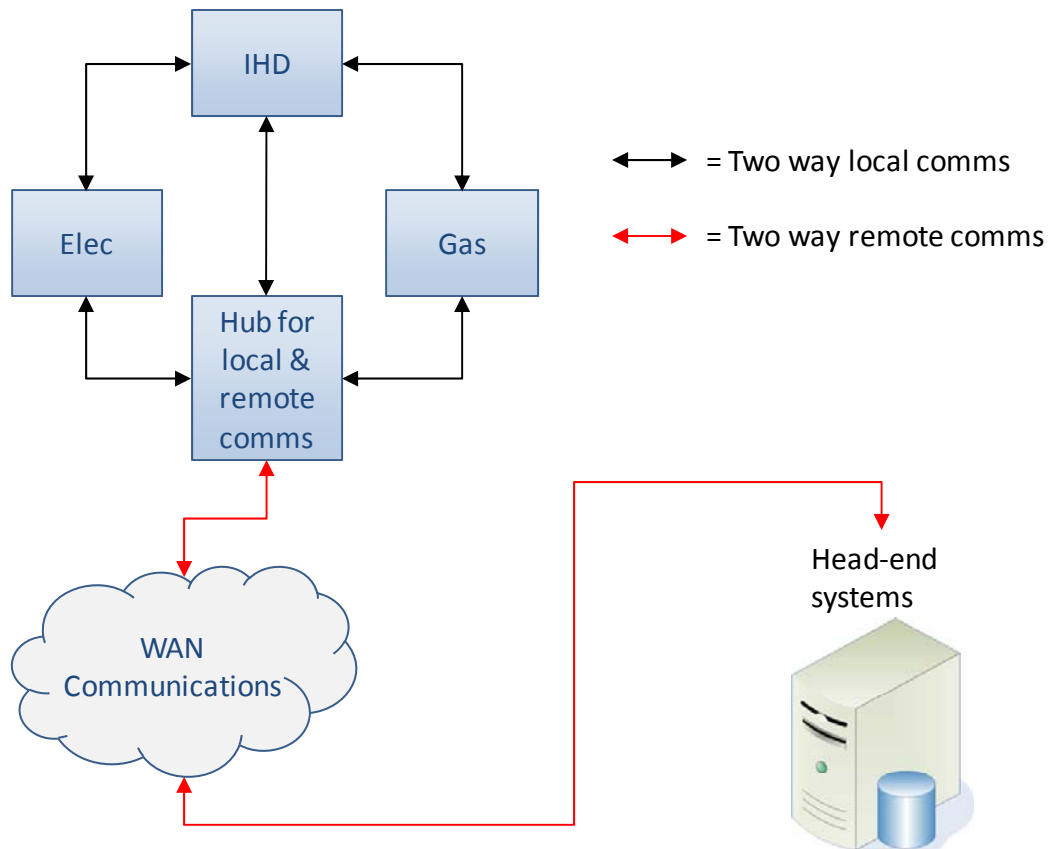 IHD
= Two way local comms
Elec
Gas
= Two way remote comms
Hub for
local &
remote
comms
Head-end
systems
WAN
Communications